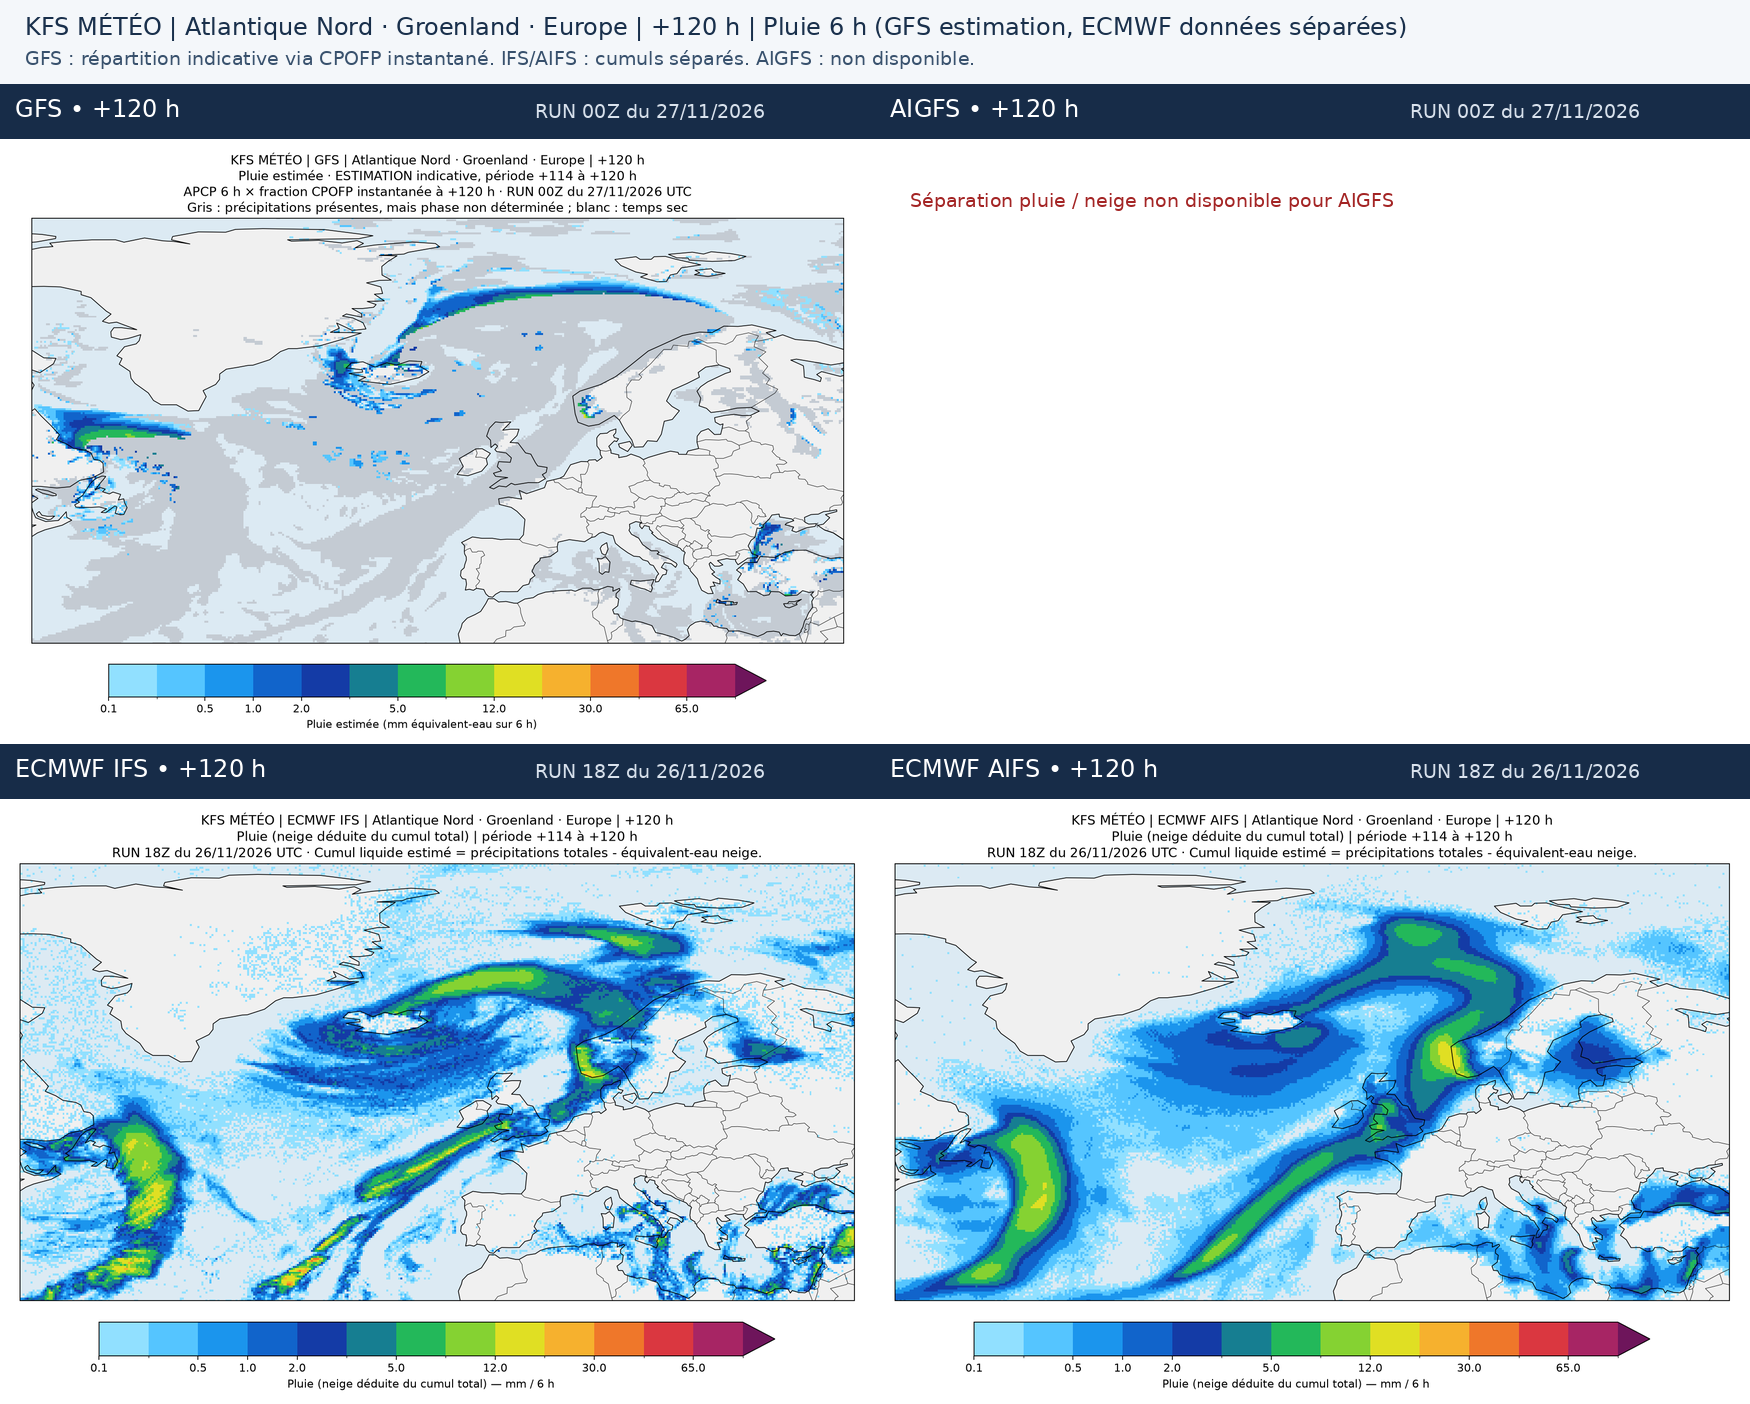 KFS MÉTÉO | Atlantique Nord · Groenland · Europe | +120 h | Pluie 6 h (GFS estimation, ECMWF données séparées)
GFS : répartition indicative via CPOFP instantané. IFS/AIFS : cumuls séparés. AIGFS : non disponible.
GFS • +120 h
RUN 00Z du 27/11/2026
AIGFS • +120 h
RUN 00Z du 27/11/2026
KFS MÉTÉO | GFS | Atlantique Nord · Groenland · Europe | +120 h
Pluie estimée · ESTIMATION indicative, période +114 à +120 h
APCP 6 h × fraction CPOFP instantanée à +120 h · RUN 00Z du 27/11/2026 UTC
Gris : précipitations présentes, mais phase non déterminée ; blanc : temps sec
Séparation pluie / neige non disponible pour AIGFS
0.1 0.5 1.0 2.0 5.0 12.0 30.0 65.0
Pluie estimée (mm équivalent-eau sur 6 h)
ECMWF IFS • +120 h
RUN 18Z du 26/11/2026
ECMWF AIFS • +120 h
RUN 18Z du 26/11/2026
KFS MÉTÉO | ECMWF IFS | Atlantique Nord · Groenland · Europe | +120 h
Pluie (neige déduite du cumul total) | période +114 à +120 h
RUN 18Z du 26/11/2026 UTC · Cumul liquide estimé = précipitations totales - équivalent-eau neige.
0.1 0.5 1.0 2.0 5.0 12.0 30.0 65.0
Pluie (neige déduite du cumul total) — mm / 6 h
KFS MÉTÉO | ECMWF AIFS | Atlantique Nord · Groenland · Europe | +120 h
Pluie (neige déduite du cumul total) | période +114 à +120 h
RUN 18Z du 26/11/2026 UTC · Cumul liquide estimé = précipitations totales - équivalent-eau neige.
0.1 0.5 1.0 2.0 5.0 12.0 30.0 65.0
Pluie (neige déduite du cumul total) — mm / 6 h